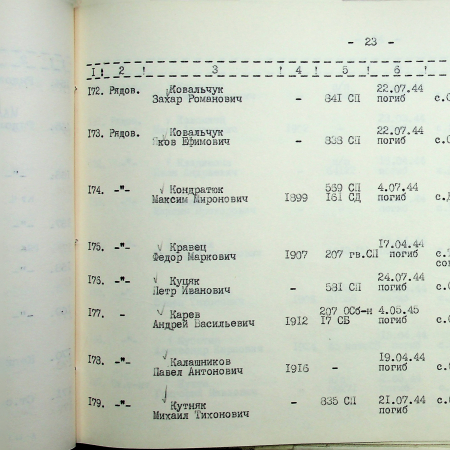 - 23 -
1 ! 2 ! 3 ! 4 ! 5 ! 6 !
172. Рядов. Ковальчук 22.07.44
Захар Романович - 841 СП погиб
173. Рядов. Ковальчук 22.07.44
Яков Ефимович - 838 СП погиб
174. -"- Кондратюк 569 СП 4.07.44
Максим Миронович 1899 161 СД погиб
175. -"- Кравец 17.04.44
Федор Маркович 1907 207 гв.СП погиб
176. -"- Куцяк 24.07.44
Петр Иванович - 581 СП погиб
177. - Карев 207 ОСб-н 4.05.45
Андрей Васильевич 1912 17 СБ погиб
178. -"- Калашников 19.04.44
Павел Антонович 1916 - погиб
179. -"- Кутняк - 835 СП 21.07.44
Михаил Тихонович погиб